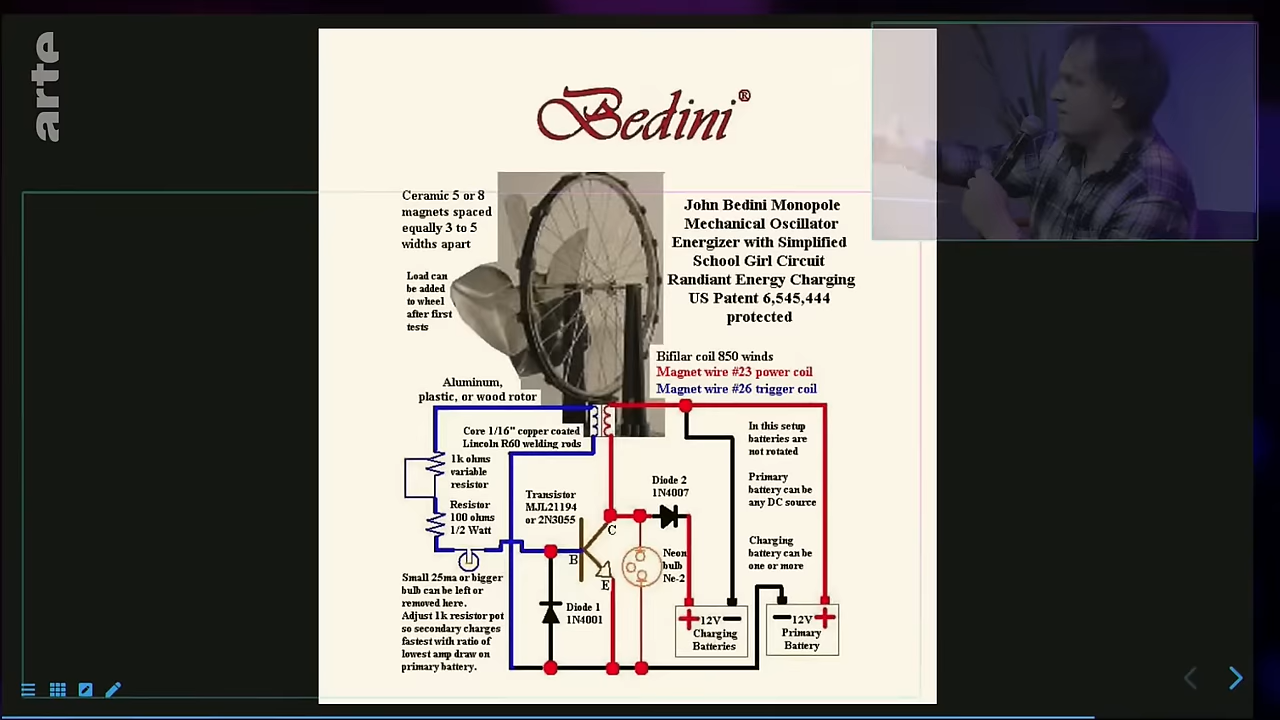 arte
Bedini®
Ceramic 5 or 8
magnets spaced
equally 3 to 5
widths apart
John Bedini Monopole
Mechanical Oscillator
Energizer with Simplified
School Girl Circuit
Randiant Energy Charging
US Patent 6,545,444
protected
Load can
be added
to wheel
after first
tests
Bifilar coil 850 winds
Magnet wire #23 power coil
Magnet wire #26 trigger coil
Aluminum,
plastic, or wood rotor
Core 1/16" copper coated
Lincoln R60 welding rods
In this setup
batteries are
not rotated
1k ohms
variable
resistor
Diode 2
1N4007
Primary
battery can be
any DC source
Transistor
MJL21194
or 2N3055
Resistor
100 ohms
1/2 Watt
C
B
E
Neon
bulb
Ne-2
Charging
battery can be
one or more
Small 25ma or bigger
bulb can be left or
removed here.
Adjust 1k resistor pot
so secondary charges
fastest with ratio of
lowest amp draw on
primary battery.
Diode 1
1N4001
+ 12V −
Charging
Batteries
− 12V +
Primary
Battery